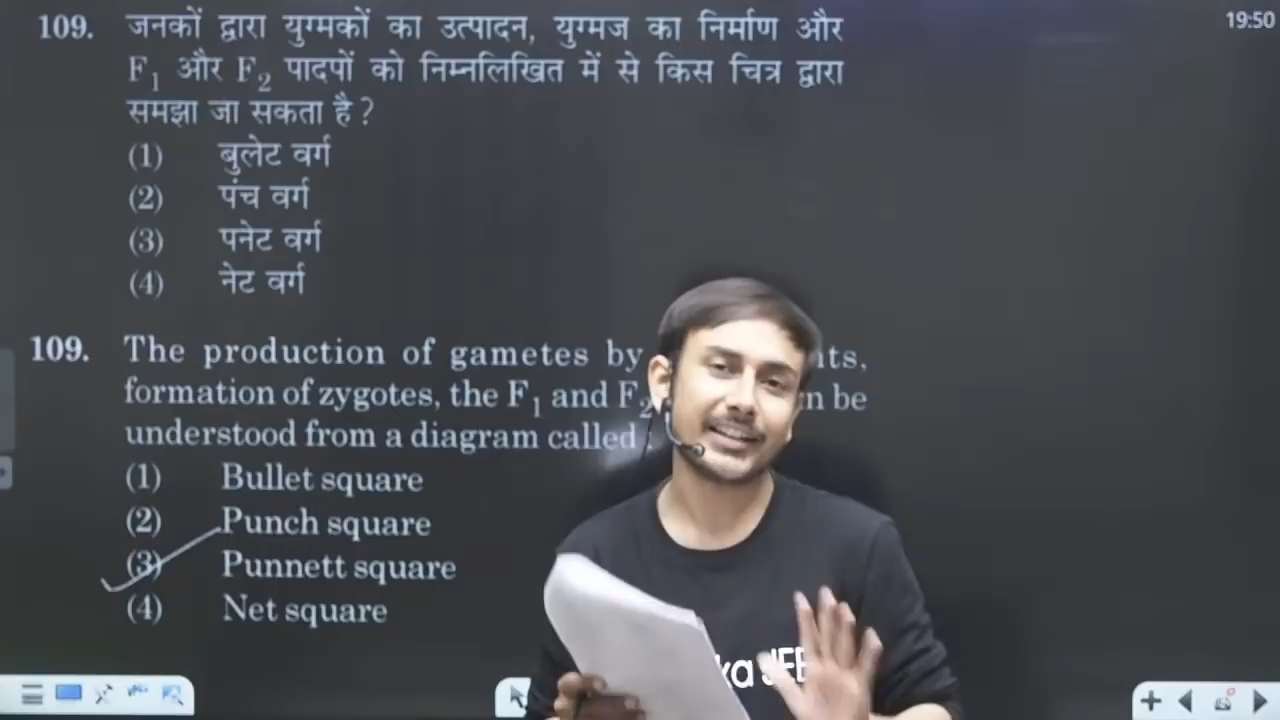 19:50
109. जनकों द्वारा युग्मकों का उत्पादन, युग्मज का निर्माण और
F1 और F2 पादपों को निम्नलिखित में से किस चित्र द्वारा
समझा जा सकता है ?
(1) बुलेट वर्ग
(2) पंच वर्ग
(3) पनेट वर्ग
(4) नेट वर्ग
109. The production of gametes by
formation of zygotes, the F1 and F2 be
understood from a diagram called
(1) Bullet square
(2) Punch square
(3) Punnett square
(4) Net square